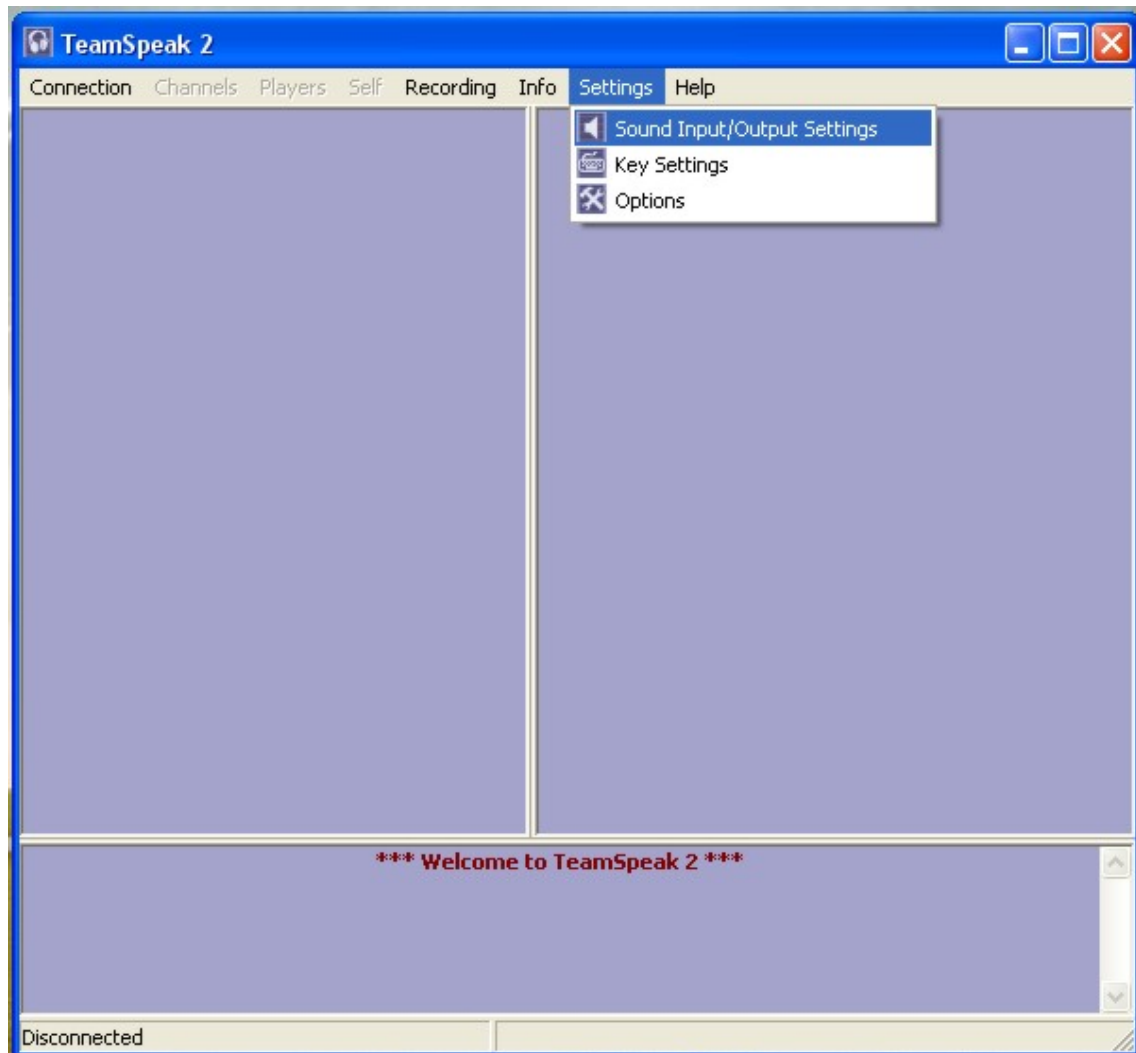 TeamSpeak 2
Connection Channels Players Self Recording Info Settings Help
Sound Input/Output Settings
Key Settings
Options
*** Welcome to TeamSpeak 2 ***
Disconnected